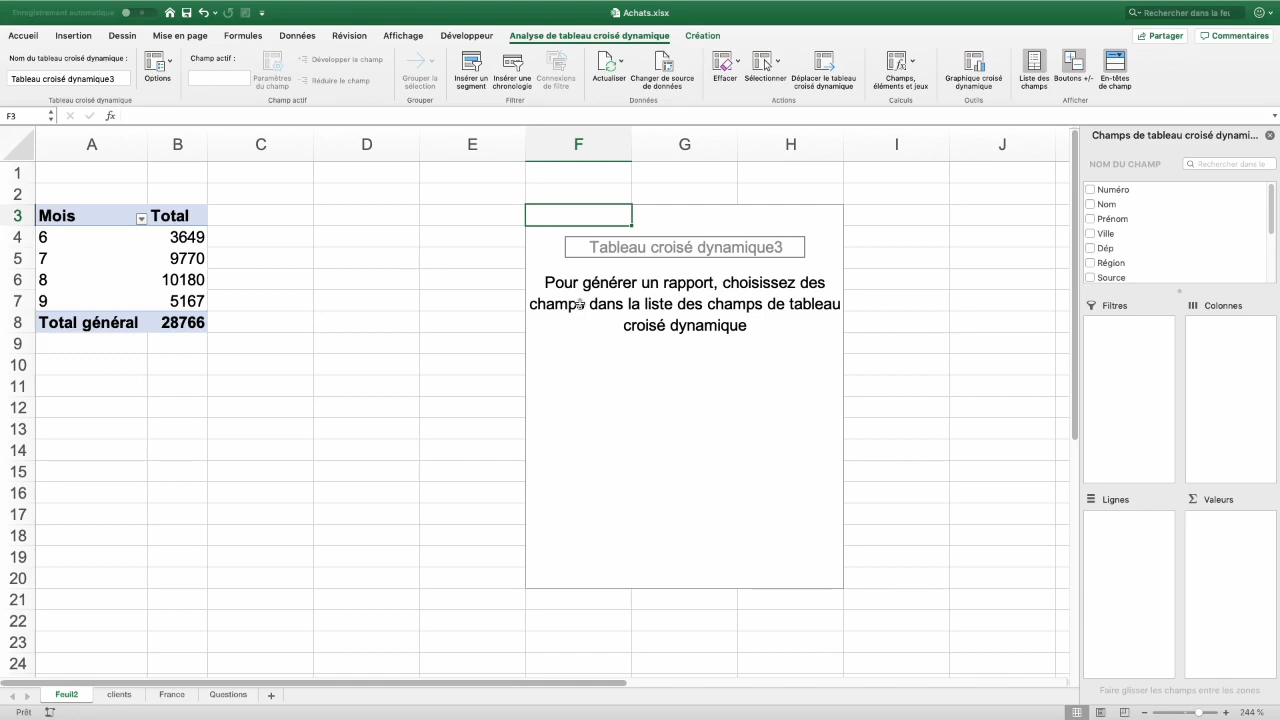 Enregistrement automatique
Achats.xlsx
Rechercher dans la feu
Accueil Insertion Dessin Mise en page Formules Données Révision Affichage Développeur Analyse de tableau croisé dynamique Création
Partager Commentaires
Nom du tableau croisé dynamique :
Tableau croisé dynamique3
Tableau croisé dynamique
Options
Champ actif :
Paramètres
du champ
Développer le champ
Réduire le champ
Champ actif
Grouper la
sélection
Grouper
Insérer un
segment
Insérer une
chronologie
Connexions
de filtre
Filtrer
Actualiser
Changer de source
de données
Données
Effacer
Sélectionner
Déplacer le tableau
croisé dynamique
Actions
Champs,
éléments et jeux
Calculs
Graphique croisé
dynamique
Outils
Liste des
champs
Boutons +/-
En-têtes
de champ
Afficher
F3
fx
A B C D E F G H I J
1
2
3 Mois Total
4 6 3649
5 7 9770
6 8 10180
7 9 5167
8 Total général 28766
9
10
11
12
13
14
15
16
17
18
19
20
21
22
23
24
Tableau croisé dynamique3
Pour générer un rapport, choisissez des
champs dans la liste des champs de tableau
croisé dynamique
Champs de tableau croisé dynami...
NOM DU CHAMP
Rechercher dans le
Numéro
Nom
Prénom
Ville
Dép
Région
Source
Filtres
Colonnes
Lignes
Σ Valeurs
Faire glisser les champs entre les zones
Feuil2 clients France Questions +
Prêt
244 %